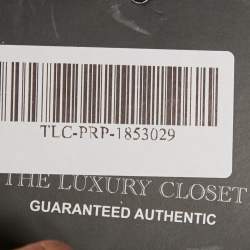 TLC-PRP-1853029
THE LUXURY CLOSET
GUARANTEED AUTHENTIC